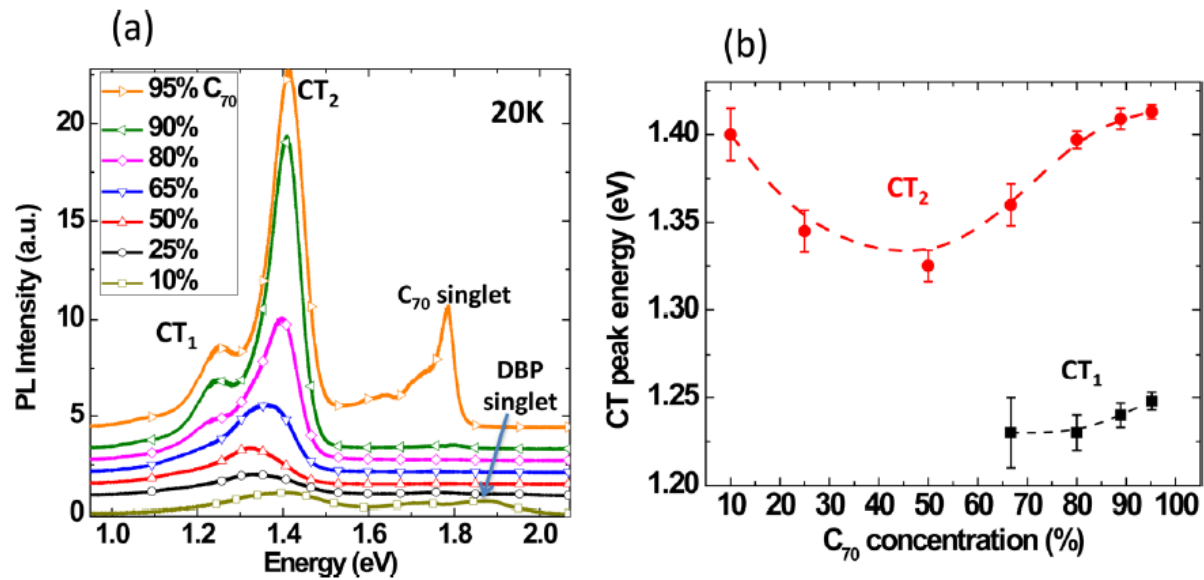 (a)
95% C70
90%
80%
65%
50%
25%
10%
CT2
20K
CT1
C70 singlet
DBP
singlet
PL Intensity (a.u.)
20
15
10
5
0
1.0 1.2 1.4 1.6 1.8 2.0
Energy (eV)
(b)
CT peak energy (eV)
1.40
1.35
1.30
1.25
1.20
CT2
CT1
10 20 30 40 50 60 70 80 90 100
C70 concentration (%)